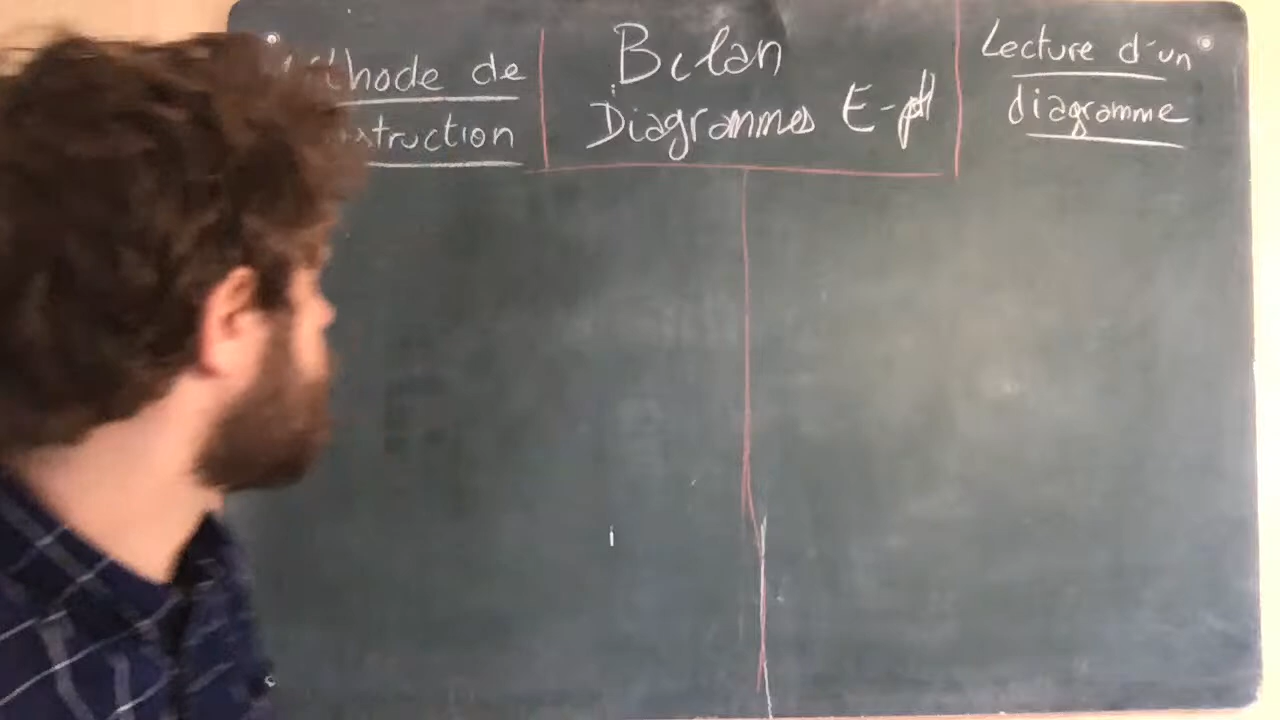 Méthode de
construction
Bilan
Diagrammes E-pH
Lecture d'un
diagramme